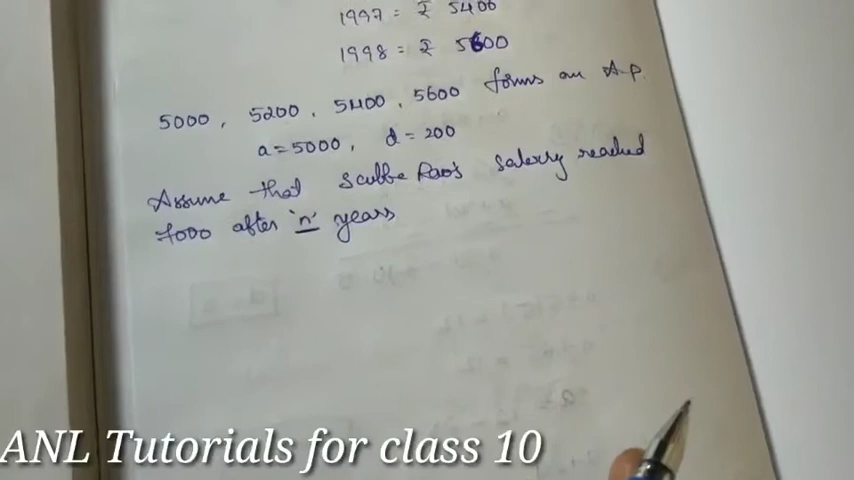 1997 = ₹ 5400
1998 = ₹ 5600
5000, 5200, 5400, 5600 forms an A.P.
a=5000, d=200
Assume that Subba Rao's salary reached
7000 after 'n' years
ANL Tutorials for class 10